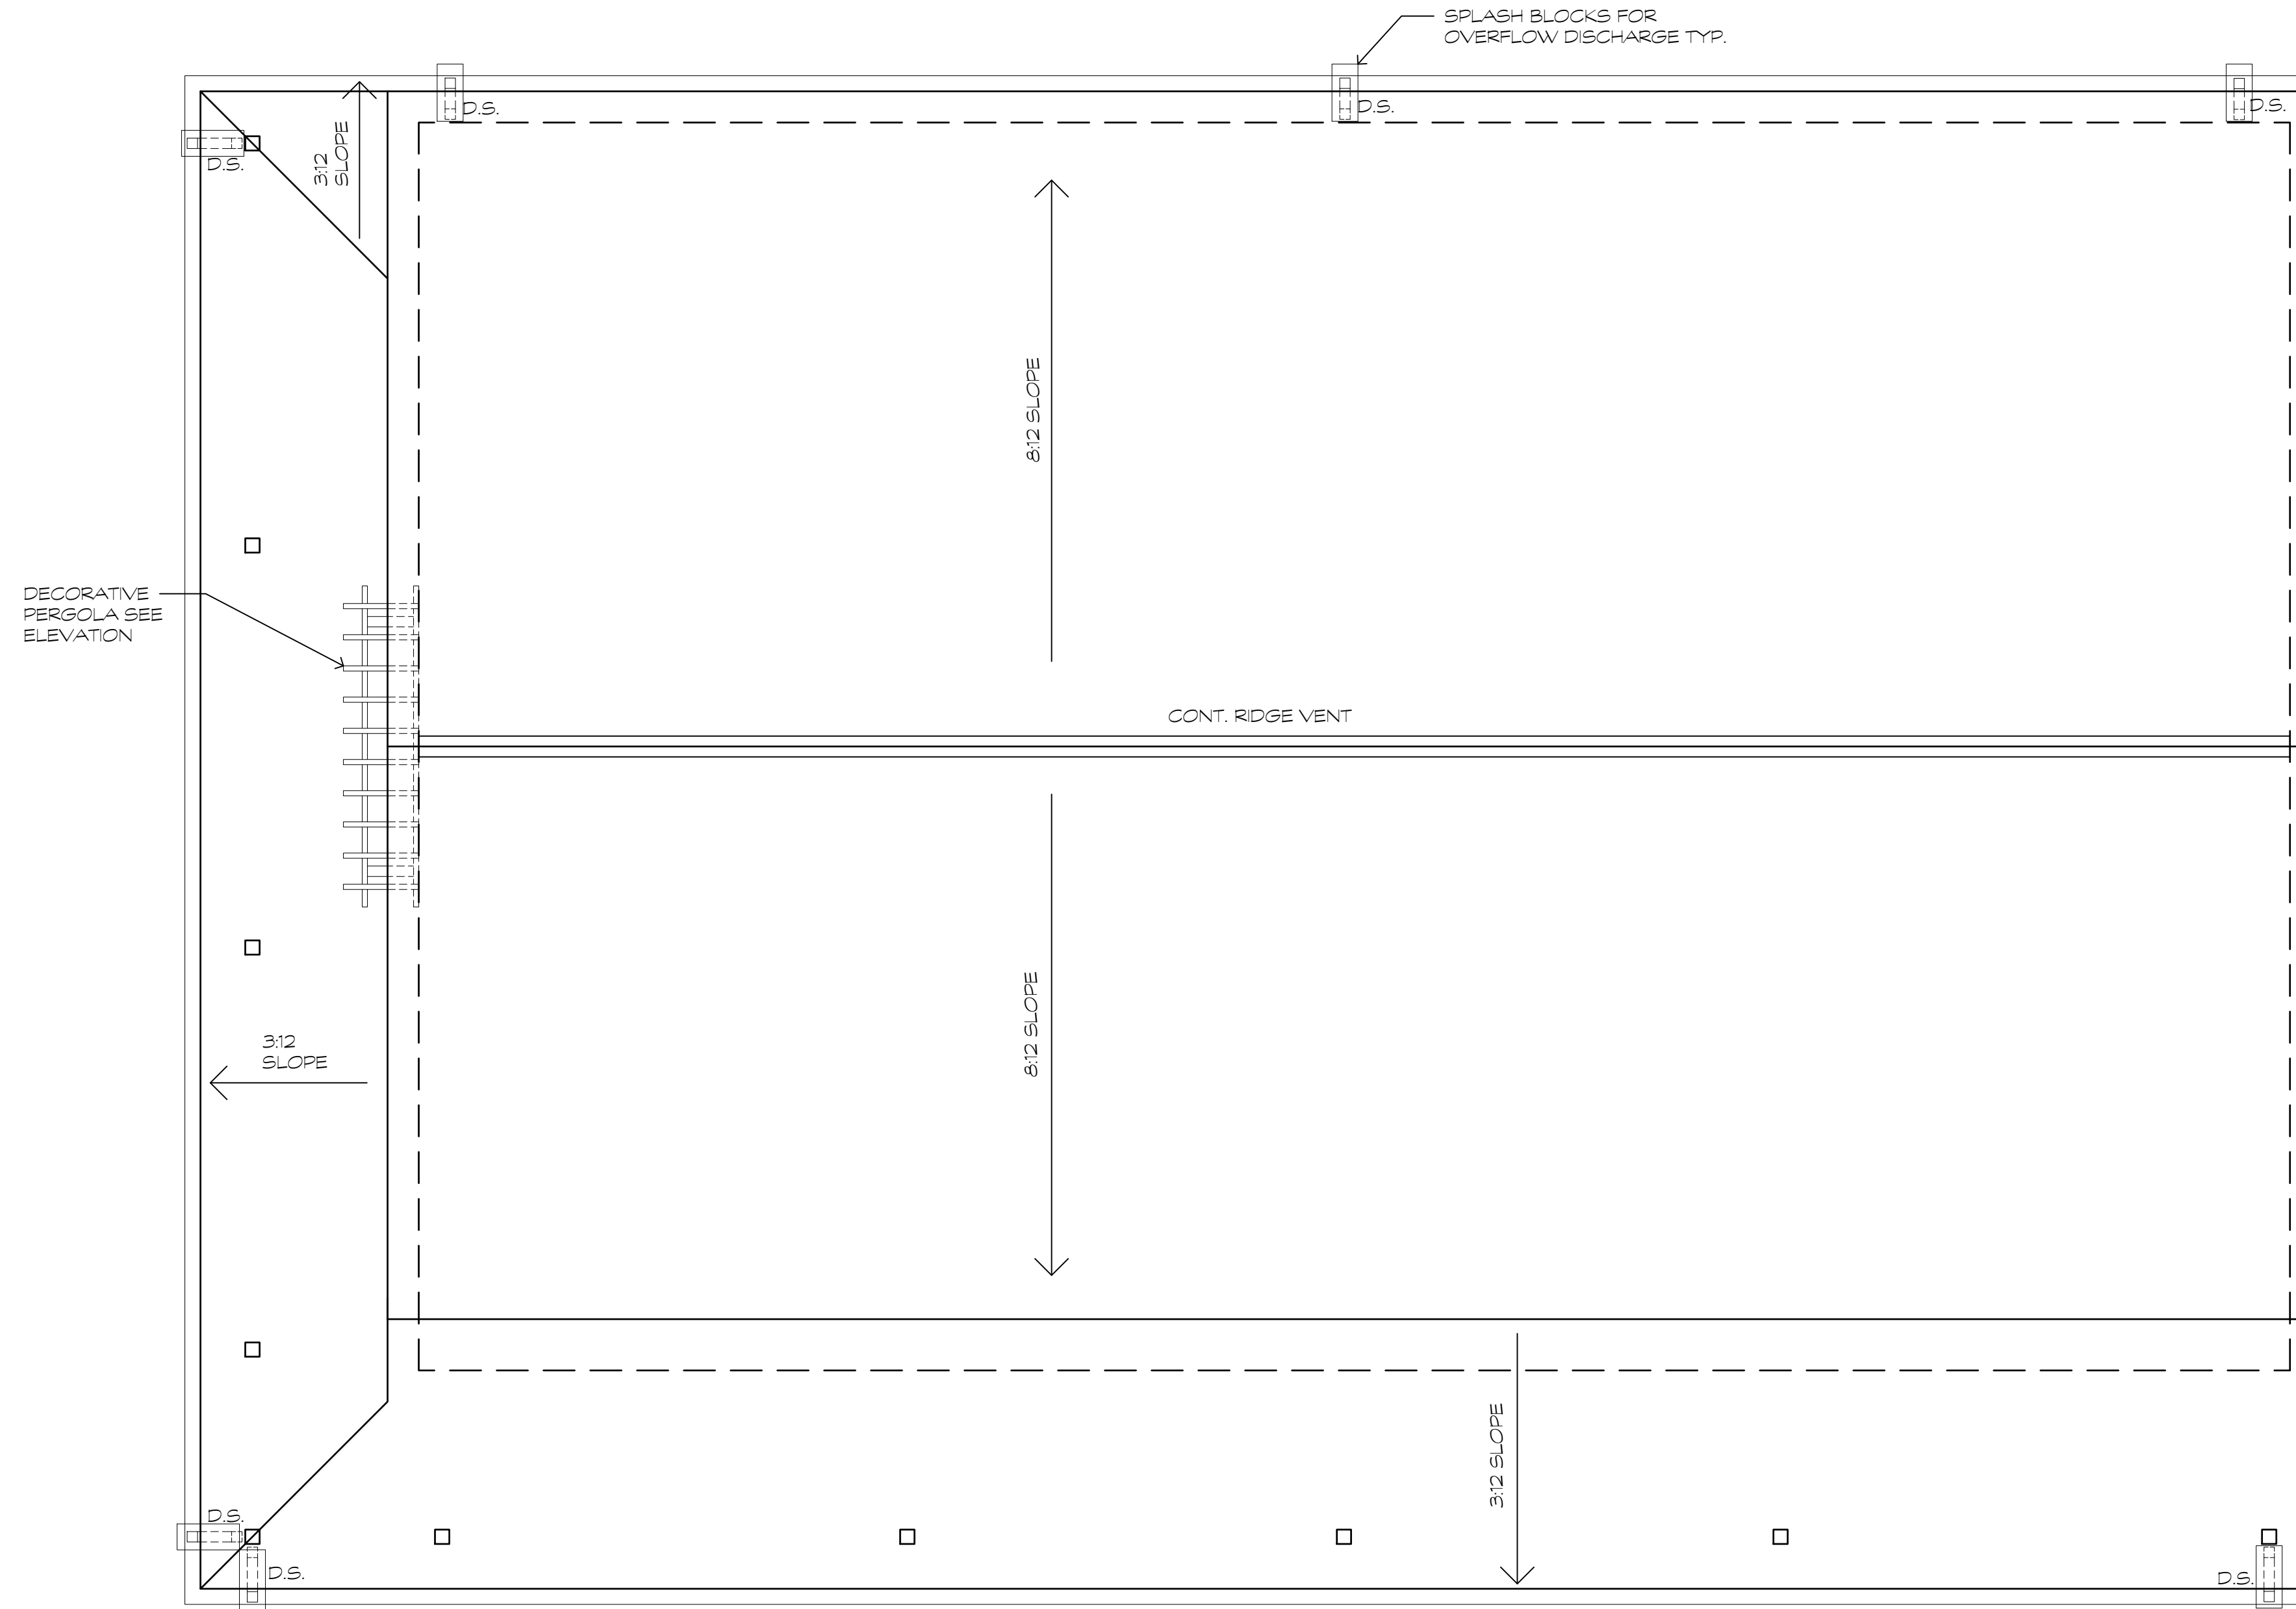 SPLASH BLOCKS FOR
OVERFLOW DISCHARGE TYP.
D.S.
D.S.
D.S.
D.S.
3:12
SLOPE
8:12 SLOPE
DECORATIVE
PERGOLA SEE
ELEVATION
CONT. RIDGE VENT
8:12 SLOPE
3:12
SLOPE
3:12 SLOPE
D.S.
D.S.
D.S.